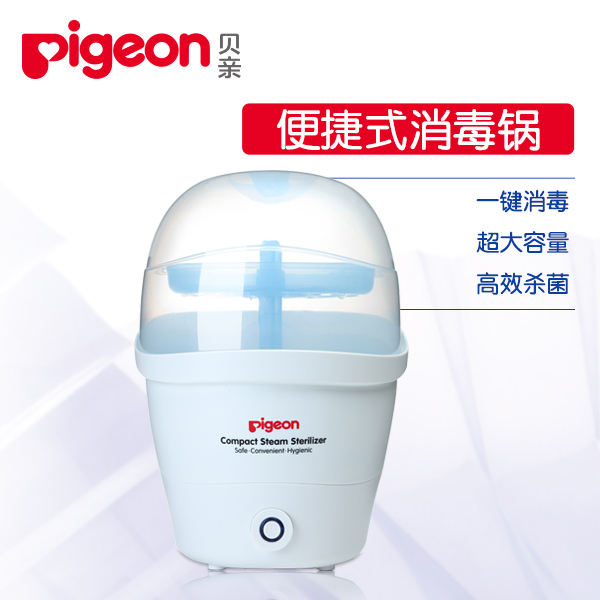 pigeon 贝亲
便捷式消毒锅
一键消毒
超大容量
高效杀菌
pigeon
Compact Steam Sterilizer
Safe·Convenient·Hygienic